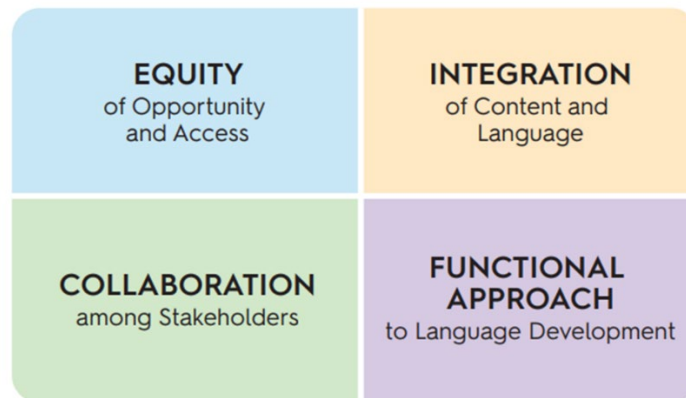 EQUITY
of Opportunity
and Access
INTEGRATION
of Content and
Language
COLLABORATION
among Stakeholders
FUNCTIONAL
APPROACH
to Language Development